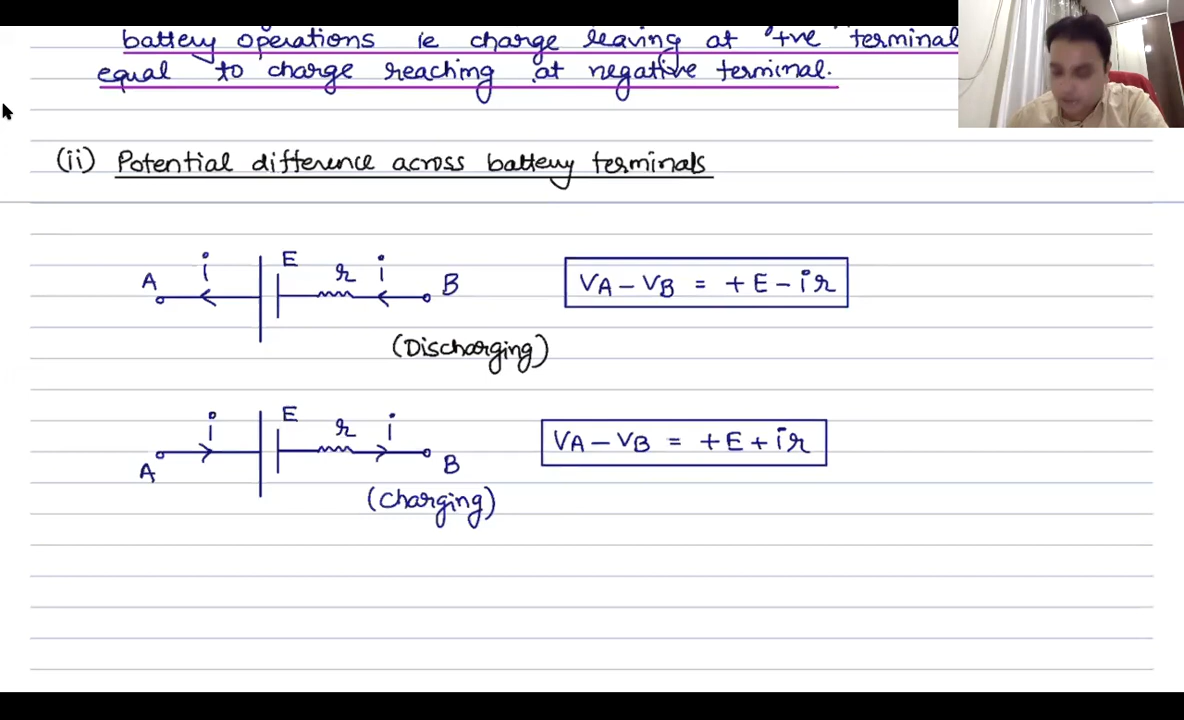 battery operations ie charge leaving at +ve terminal
equal to charge reaching at negative terminal.
(ii) Potential difference across battery terminals
A i E r i B VA - VB = +E - ir
(Discharging)
A i E r i B VA - VB = +E + ir
(Charging)